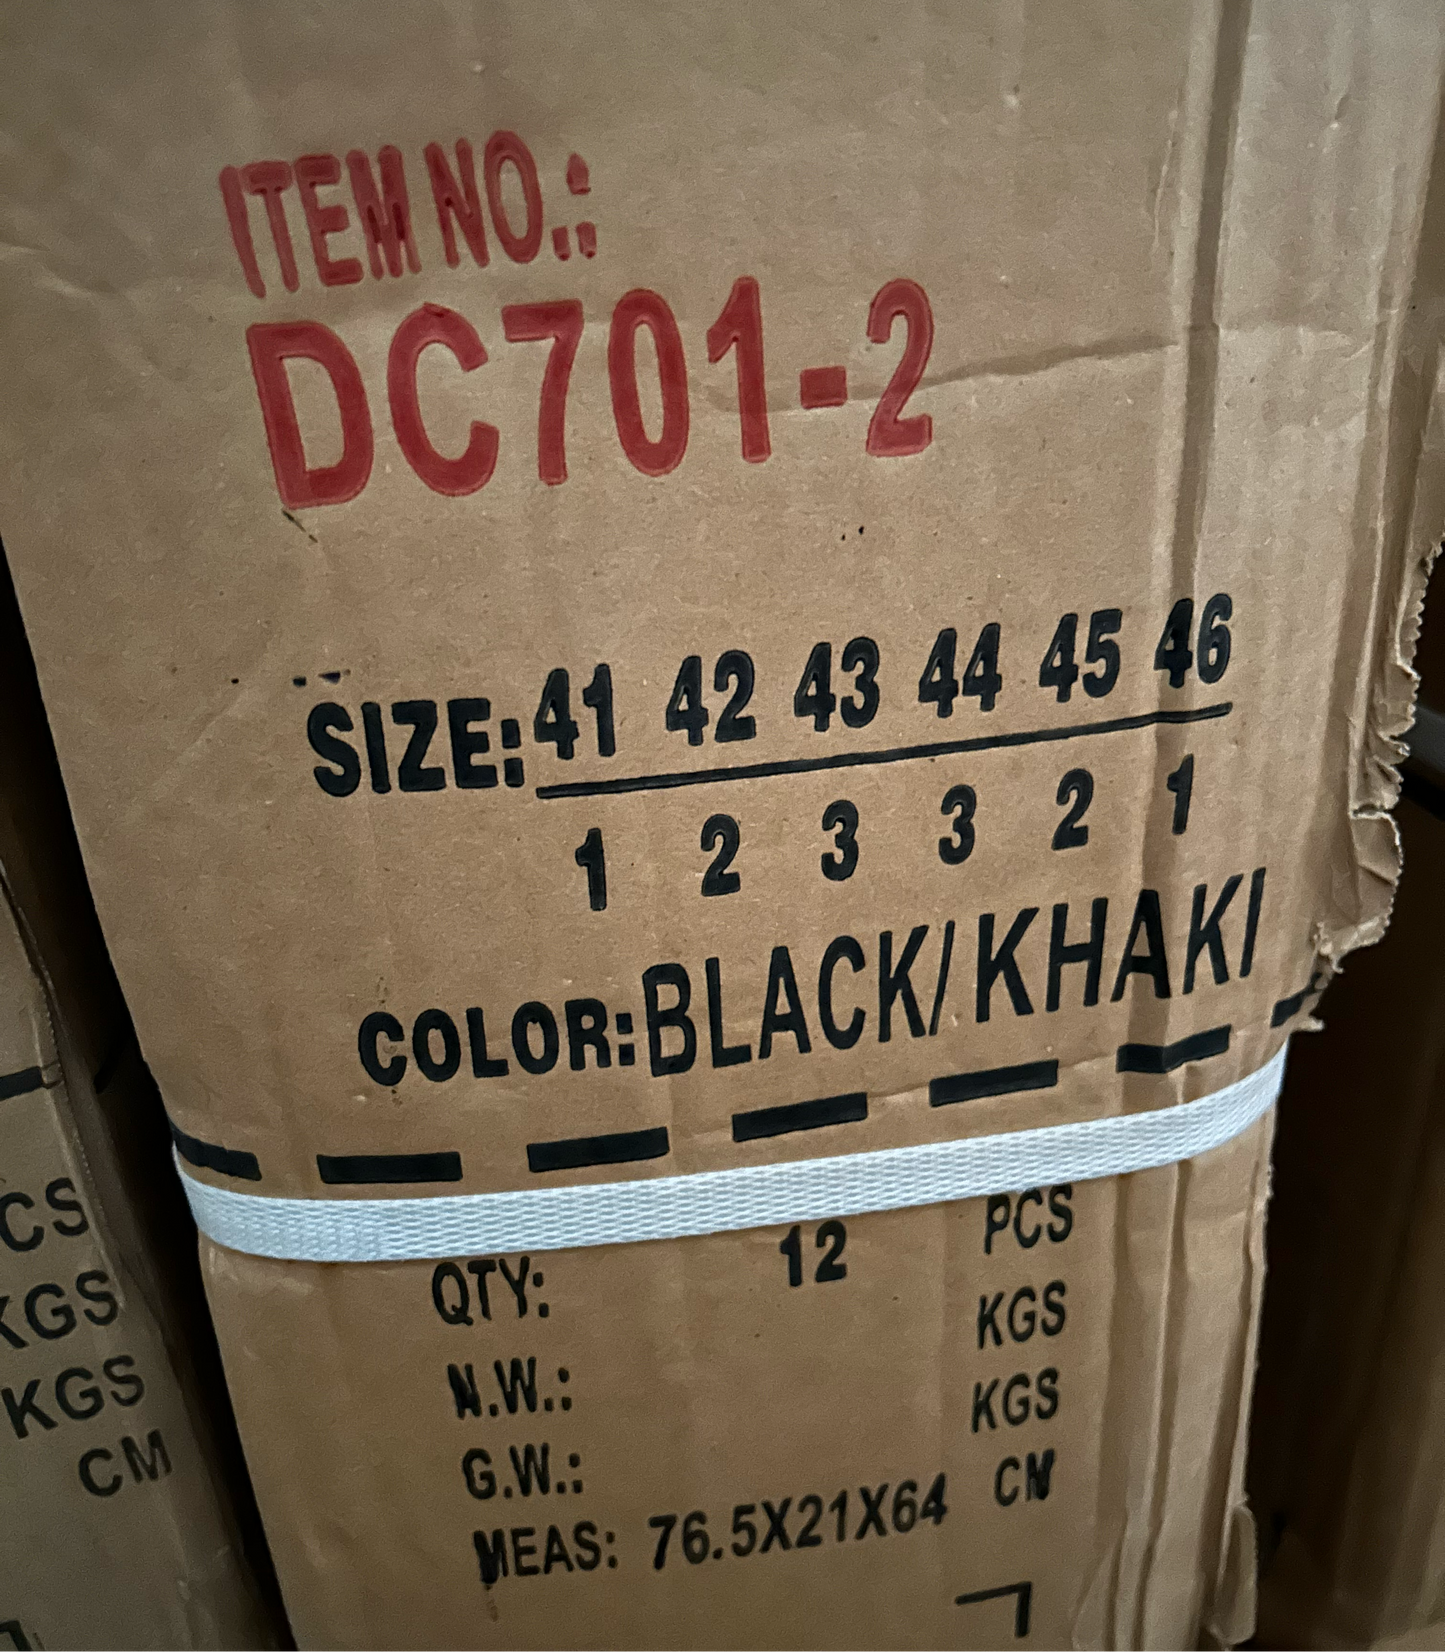 ITEM NO.:
DC701-2
SIZE: 41 42 43 44 45 46
1 2 3 3 2 1
COLOR: BLACK/KHAKI
QTY: 12 PCS
N.W.: KGS
G.W.: KGS
MEAS: 76.5X21X64 CM
CS
KGS
KGS
CM